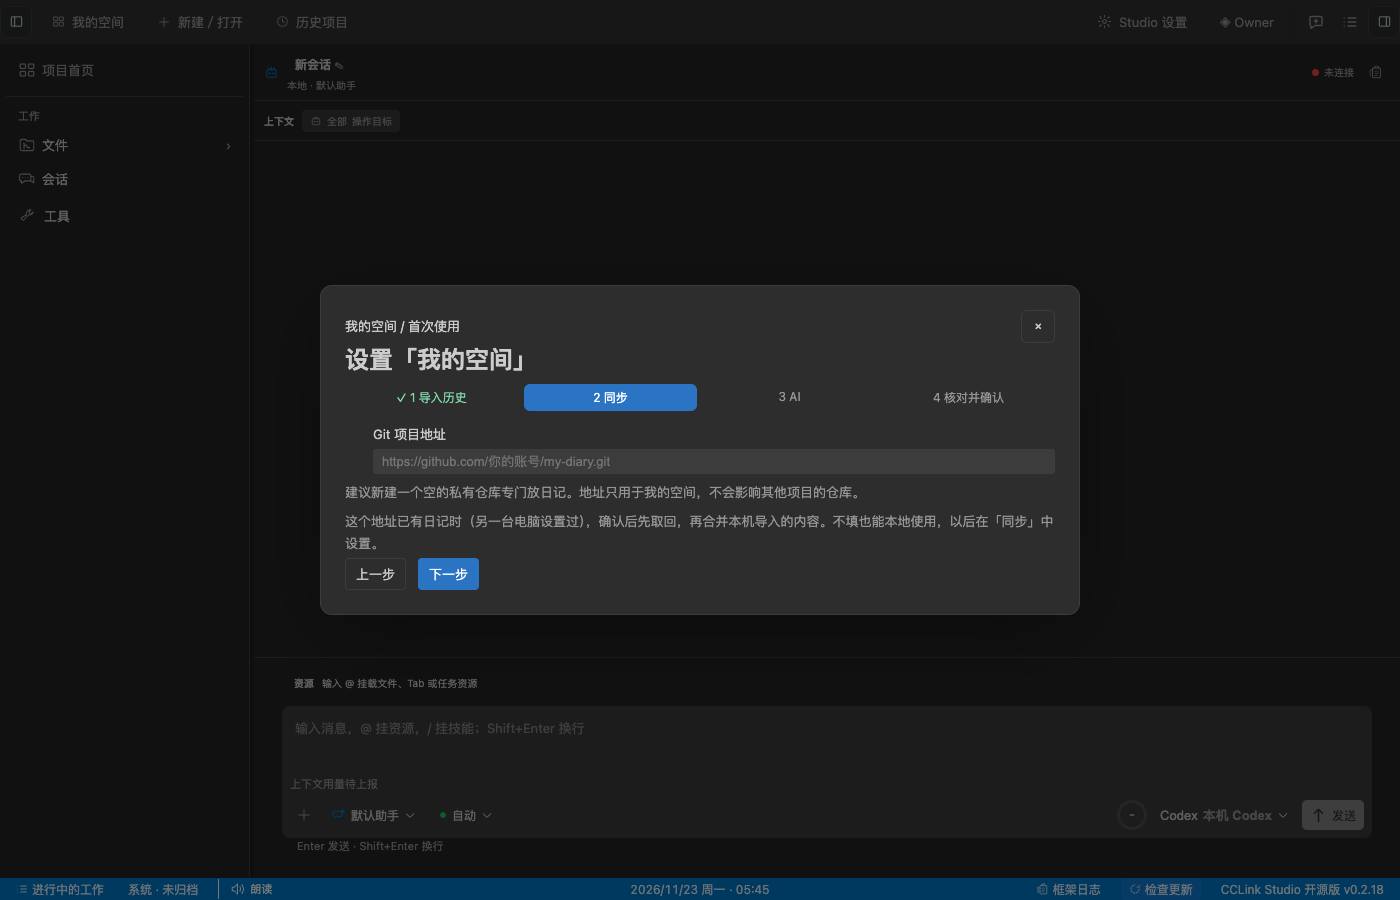 我的空间
新建 / 打开
历史项目
Studio 设置
Owner
项目首页
工作
文件
会话
工具
新会话
本地 · 默认助手
未连接
上下文
全部 操作目标
我的空间 / 首次使用
×
设置「我的空间」
✓ 1 导入历史
2 同步
3 AI
4 核对并确认
Git 项目地址
https://github.com/你的账号/my-diary.git
建议新建一个空的私有仓库专门放日记。地址只用于我的空间，不会影响其他项目的仓库。
这个地址已有日记时（另一台电脑设置过），确认后先取回，再合并本机导入的内容。不填也能本地使用，以后在「同步」中
设置。
上一步
下一步
资源 输入 @ 挂载文件、Tab 或任务资源
输入消息，@ 挂资源，/ 挂技能；Shift+Enter 换行
上下文用量待上报
默认助手
自动
-
Codex 本机 Codex
发送
Enter 发送 · Shift+Enter 换行
进行中的工作
系统 · 未归档
朗读
2026/11/23 周一 · 05:45
框架日志
检查更新
CCLink Studio 开源版 v0.2.18